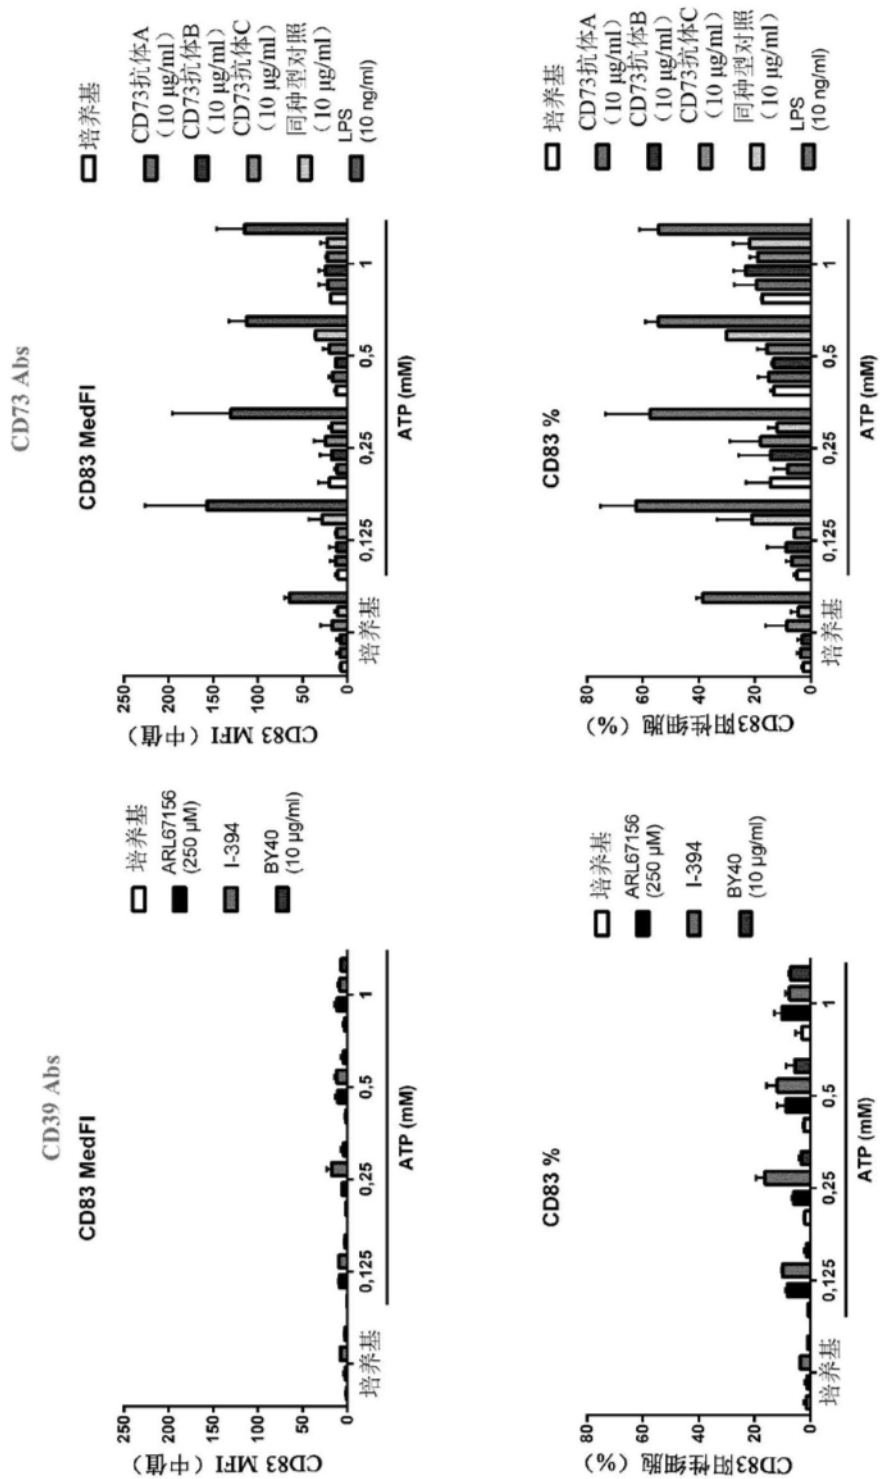 CD39 Abs
CD83 MedFI
CD83 MFI（中值）
250
200
150
100
50
0
培养基
0,125
0,25
0,5
1
ATP (mM)
培养基
ARL67156
(250 µM)
I-394
BY40
(10 µg/ml)
CD73 Abs
CD83 MedFI
CD83 MFI（中值）
250
200
150
100
50
0
培养基
0,125
0,25
0,5
1
ATP (mM)
培养基
CD73抗体A
（10 µg/ml）
CD73抗体B
（10 µg/ml）
CD73抗体C
（10 µg/ml）
同种型对照
（10 µg/ml）
LPS
(10 ng/ml)
CD83 %
CD83阳性细胞
（%）
80
60
40
20
0
培养基
0,125
0,25
0,5
1
ATP (mM)
培养基
ARL67156
(250 µM)
I-394
BY40
(10 µg/ml)
CD83 %
CD83阳性细胞
（%）
80
60
40
20
0
培养基
0,125
0,25
0,5
1
ATP (mM)
培养基
CD73抗体A
（10 µg/ml）
CD73抗体B
（10 µg/ml）
CD73抗体C
（10 µg/ml）
同种型对照
（10 µg/ml）
LPS
(10 ng/ml)